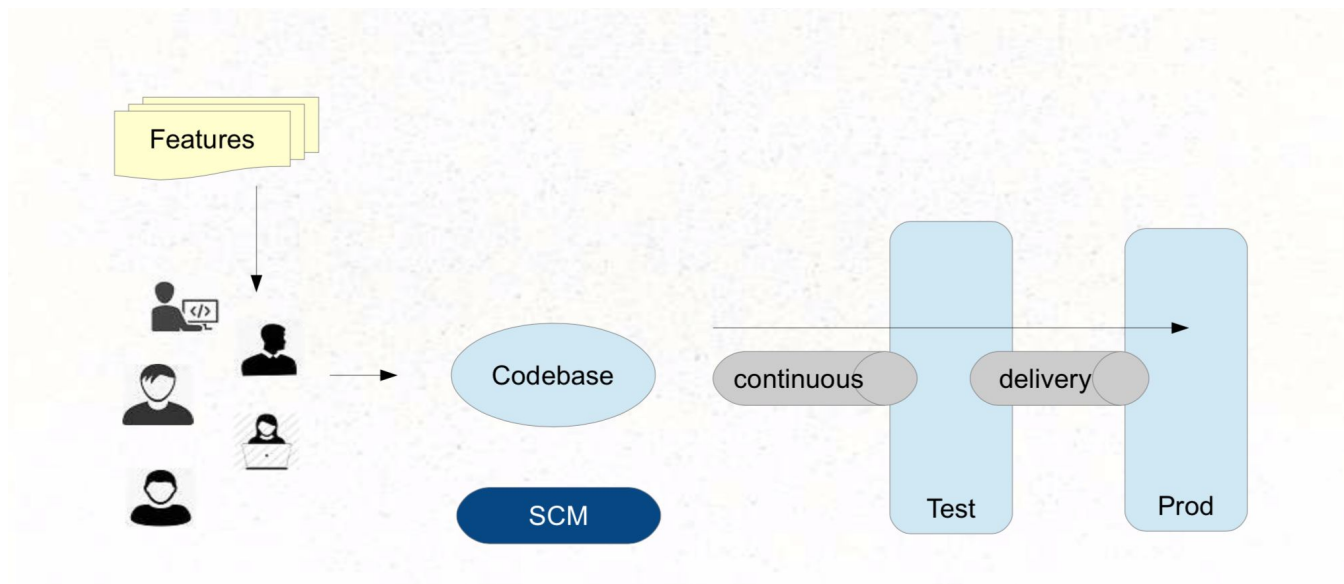 Features
</>
Codebase
continuous
delivery
SCM
Test
Prod